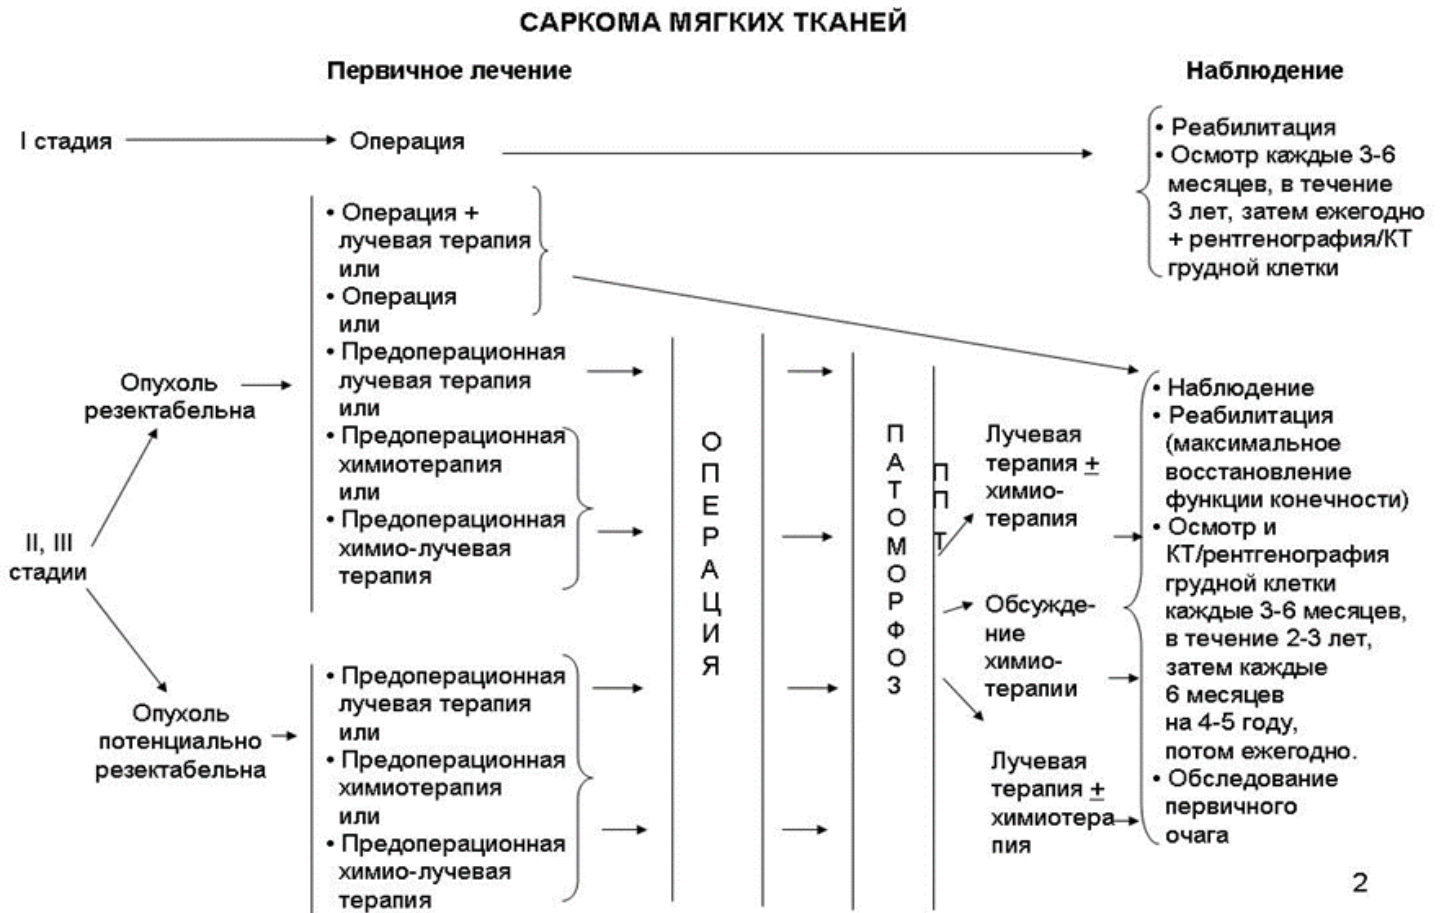 САРКОМА МЯГКИХ ТКАНЕЙ
Первичное лечение
Наблюдение
I стадия
Операция
• Реабилитация
• Осмотр каждые 3-6
месяцев, в течение
3 лет, затем ежегодно
+ рентгенография/КТ
грудной клетки
II, III
стадии
Опухоль
резектабельна
• Операция +
лучевая терапия
или
• Операция
или
• Предоперационная
лучевая терапия
или
• Предоперационная
химиотерапия
или
• Предоперационная
химио-лучевая
терапия
Опухоль
потенциально
резектабельна
• Предоперационная
лучевая терапия
или
• Предоперационная
химиотерапия
или
• Предоперационная
химио-лучевая
терапия
О
П
Е
Р
А
Ц
И
Я
П
А
Т
О
М
О
Р
Ф
О
З
П
П
Т
Лучевая
терапия ±
химио-
терапия
Обсужде-
ние
химио-
терапии
Лучевая
терапия ±
химиотера
пия
• Наблюдение
• Реабилитация
(максимальное
восстановление
функции конечности)
• Осмотр и
КТ/рентгенография
грудной клетки
каждые 3-6 месяцев,
в течение 2-3 лет,
затем каждые
6 месяцев
на 4-5 году,
потом ежегодно.
• Обследование
первичного
очага
2